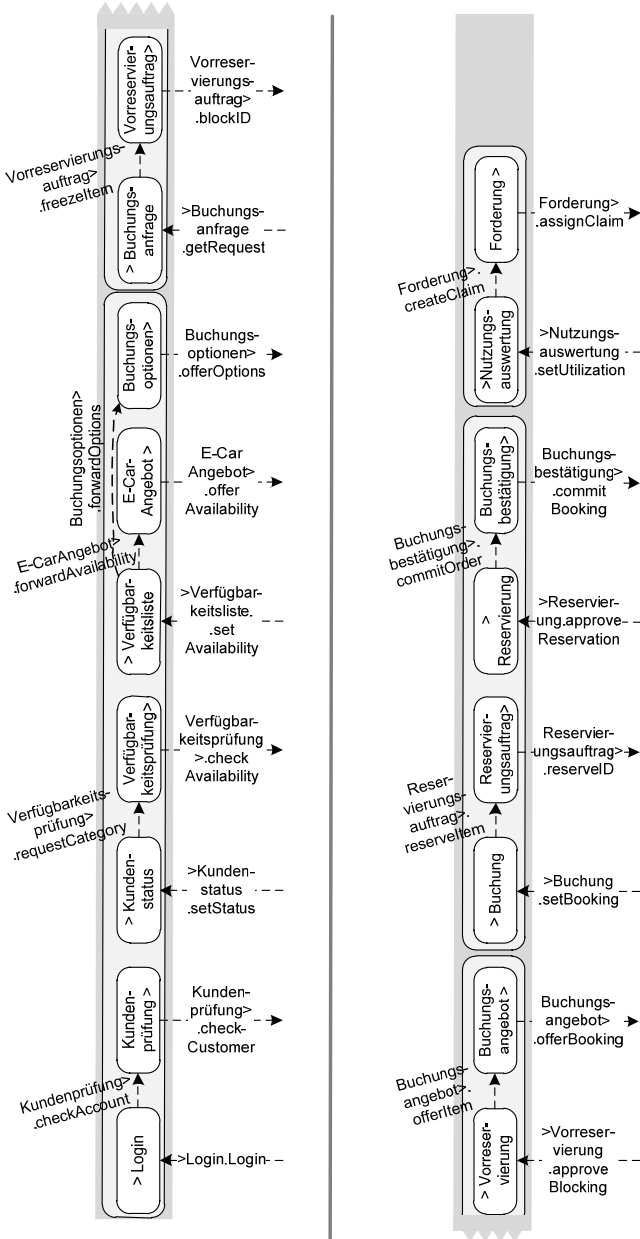 Vorreservier-
ungsauftrag>
Vorreser-
vierungs-
auftrag>
.blockID
Vorreservierungs-
auftrag>
.freezeItem
> Buchungs-
anfrage
>Buchungs-
anfrage
.getRequest
Buchungs-
optionen>
Buchungs-
optionen>
.offerOptions
Buchungsoptionen>
.forwardOptions
E-Car-
Angebot >
E-Car
Angebot>
.offer
Availability
E-CarAngebot>
.forwardAvailability
> Verfügbar-
keitsliste
>Verfügbar-
keitsliste.
.set
Availability
Verfügbar-
keitsprüfung>
Verfügbar-
keitsprüfung
>.check
Availability
Verfügbarkeits-
prüfung>
.requestCategory
> Kunden-
status
>Kunden-
status
.setStatus
Kunden-
prüfung >
Kunden-
prüfung>
.check-
Customer
Kundenprüfung>
.checkAccount
> Login
>Login.Login
Forderung >
Forderung>
.assignClaim
Forderung>.
createClaim
>Nutzungs-
auswertung
>Nutzungs-
auswertung
.setUtilization
Buchungs-
bestätigung>
Buchungs-
bestätigung>
.commit
Booking
Buchungs-
bestätigung>.
commitOrder
>
Reservierung
>Reservier-
ung.approve
Reservation
Reservier-
ungsauftrag>
Reservier-
ungsauftrag>
.reserveID
Reser-
vierungs-
auftrag>.
reserveItem
> Buchung
>Buchung
.setBooking
Buchungs-
angebot >
Buchungs-
angebot>
.offerBooking
Buchungs-
angebot>.
offerItem
> Vorreser-
vierung
>Vorreser-
vierung
.approve
Blocking